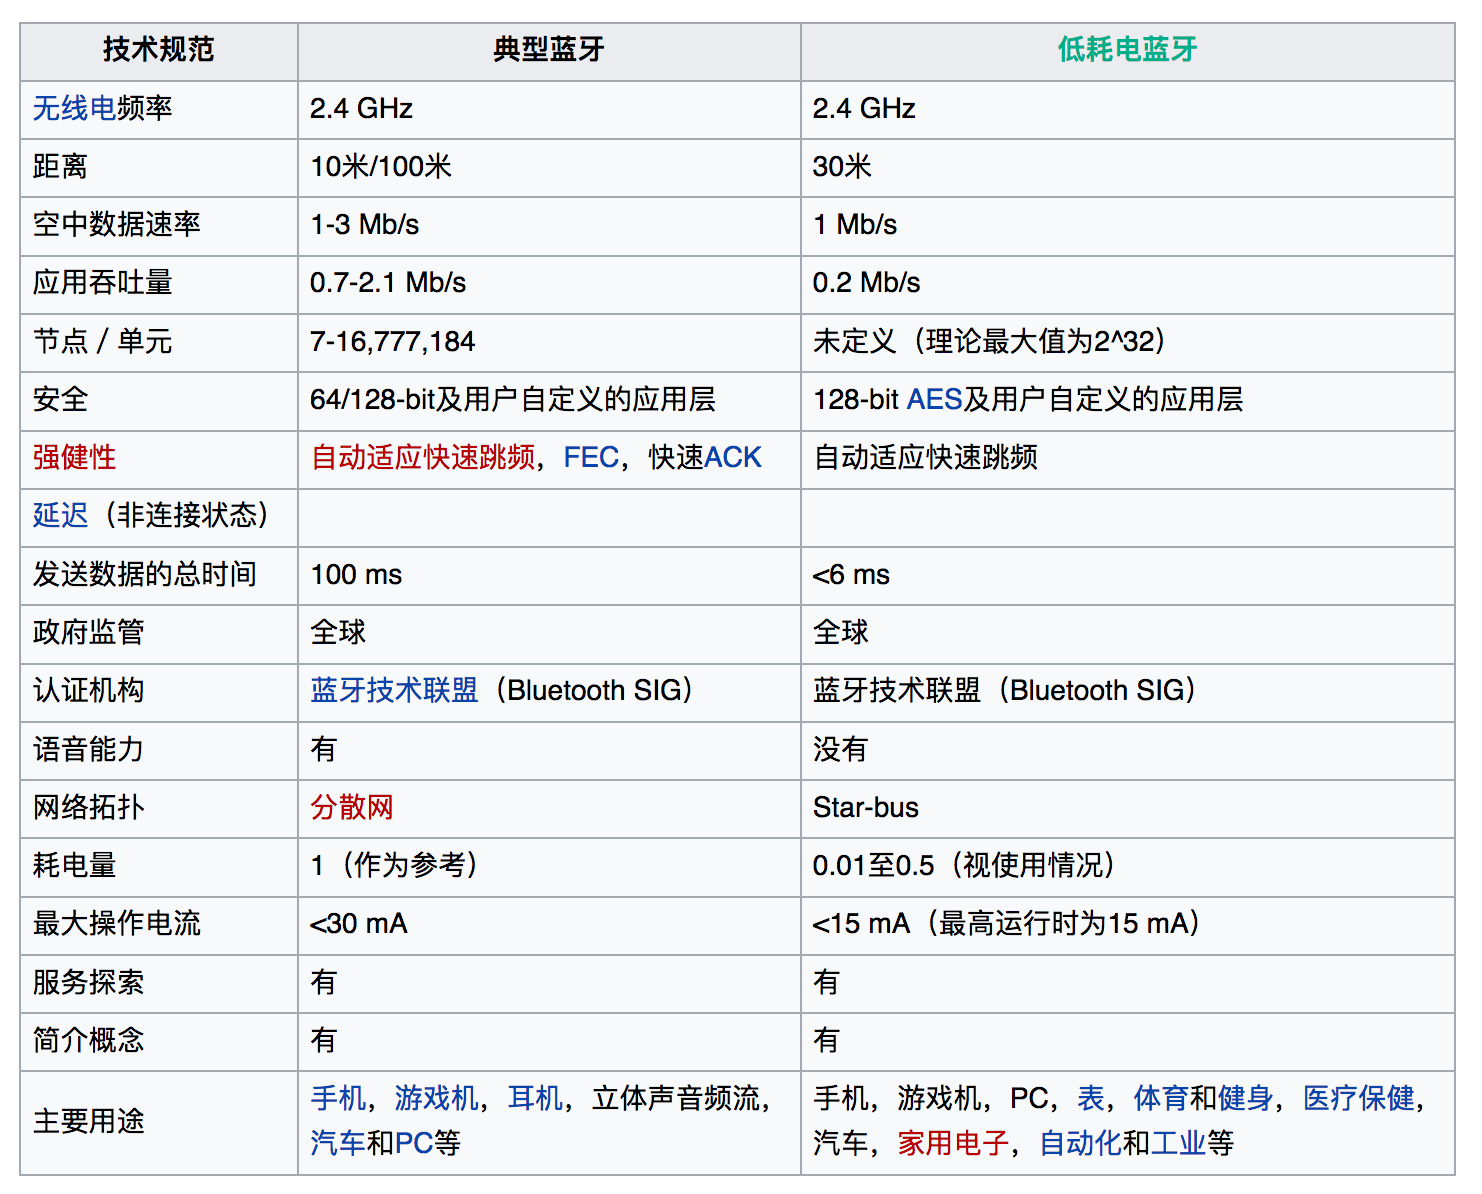 技术规范 典型蓝牙 低耗电蓝牙
无线电频率 2.4 GHz 2.4 GHz
距离 10米/100米 30米
空中数据速率 1-3 Mb/s 1 Mb/s
应用吞吐量 0.7-2.1 Mb/s 0.2 Mb/s
节点／单元 7-16,777,184 未定义（理论最大值为2^32）
安全 64/128-bit及用户自定义的应用层 128-bit AES及用户自定义的应用层
强健性 自动适应快速跳频，FEC，快速ACK 自动适应快速跳频
延迟（非连接状态）
发送数据的总时间 100 ms <6 ms
政府监管 全球 全球
认证机构 蓝牙技术联盟（Bluetooth SIG） 蓝牙技术联盟（Bluetooth SIG）
语音能力 有 没有
网络拓扑 分散网 Star-bus
耗电量 1（作为参考） 0.01至0.5（视使用情况）
最大操作电流 <30 mA <15 mA（最高运行时为15 mA）
服务探索 有 有
简介概念 有 有
主要用途 手机，游戏机，耳机，立体声音频流， 手机，游戏机，PC，表，体育和健身，医疗保健，
汽车和PC等 汽车，家用电子，自动化和工业等